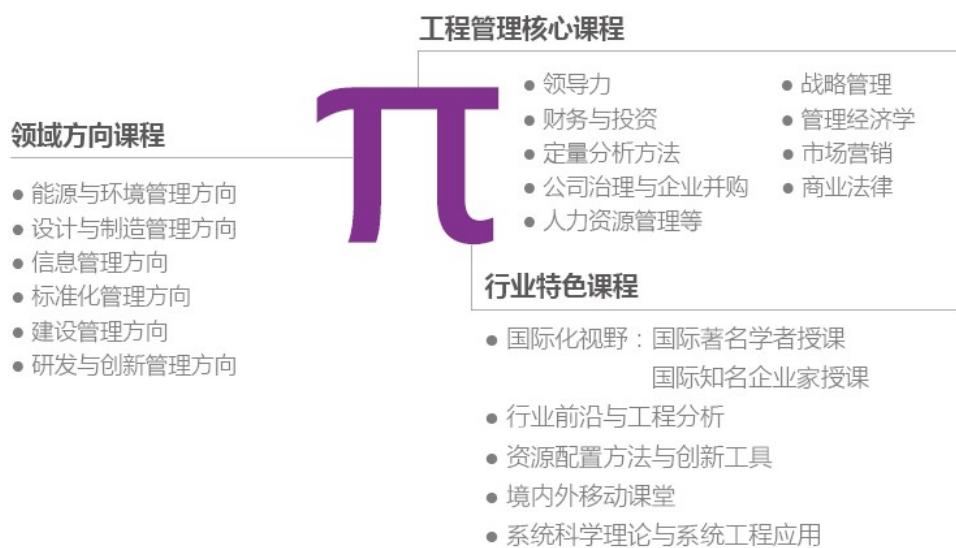 工程管理核心课程
● 领导力
● 财务与投资
● 定量分析方法
● 公司治理与企业并购
● 人力资源管理等
● 战略管理
● 管理经济学
● 市场营销
● 商业法律
π
领域方向课程
● 能源与环境管理方向
● 设计与制造管理方向
● 信息管理方向
● 标准化管理方向
● 建设管理方向
● 研发与创新管理方向
行业特色课程
● 国际化视野：国际著名学者授课
国际知名企业家授课
● 行业前沿与工程分析
● 资源配置方法与创新工具
● 境内外移动课堂
● 系统科学理论与系统工程应用